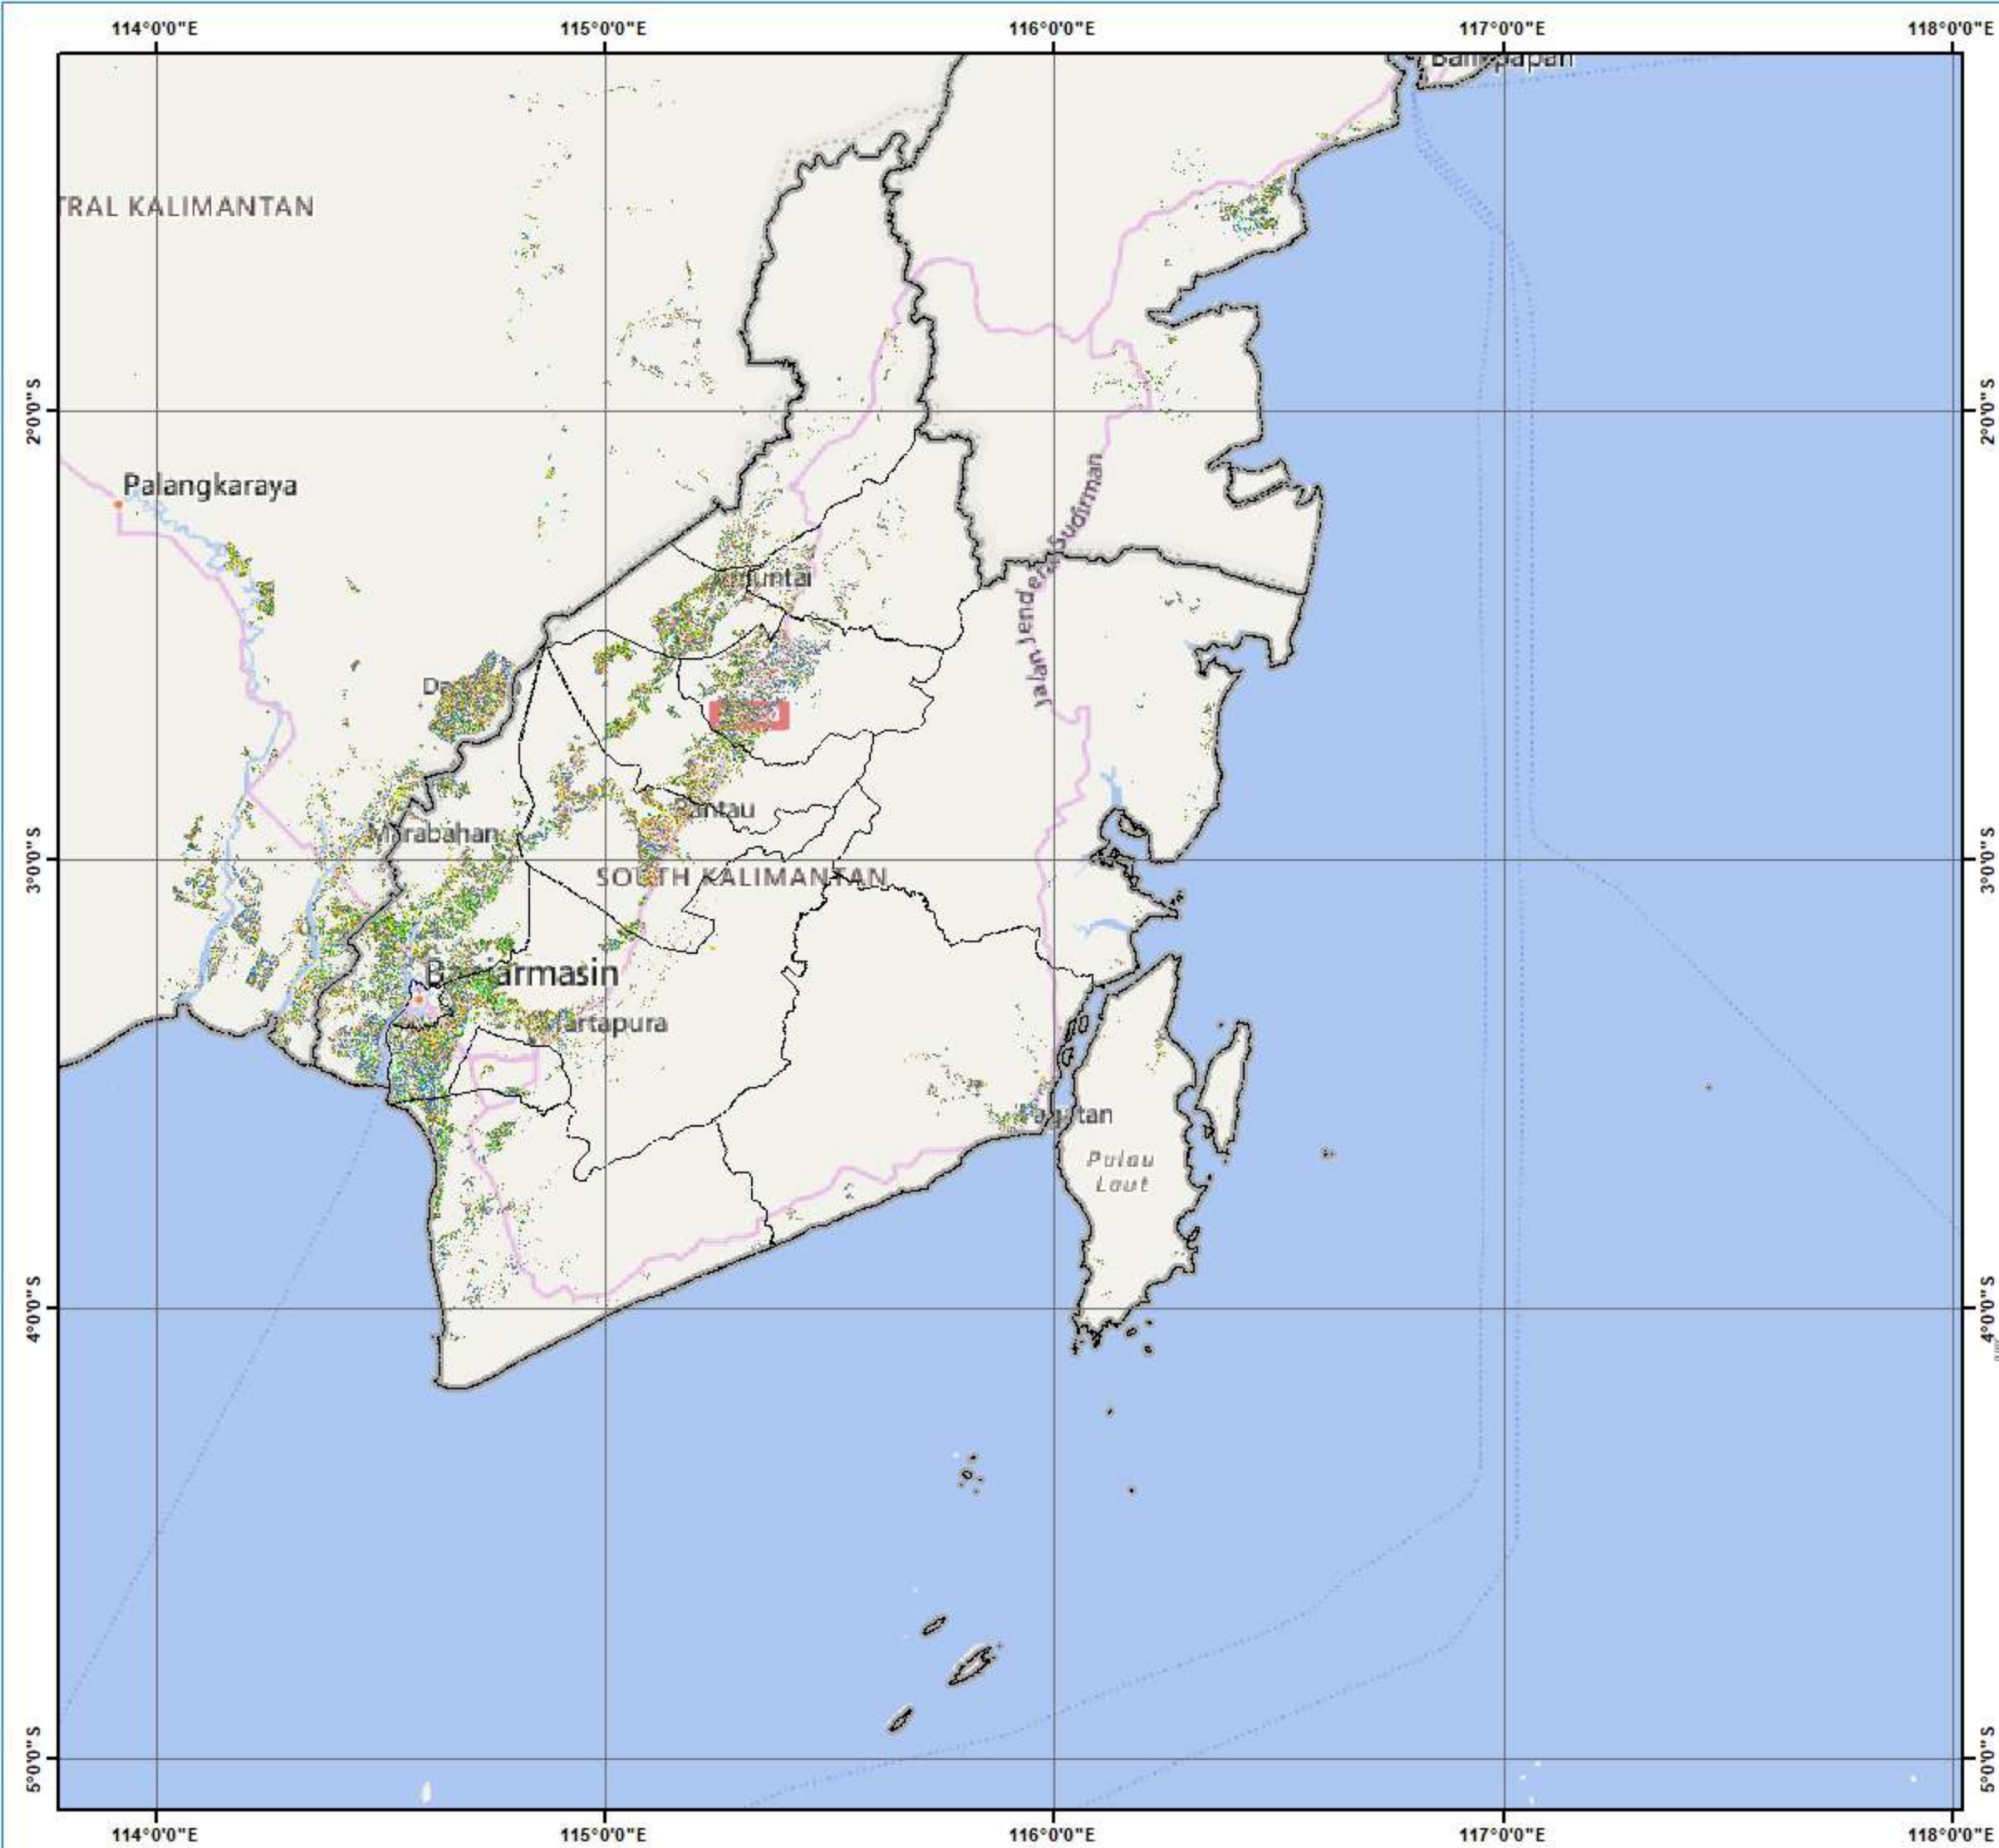 114°0'0"E
115°0'0"E
116°0'0"E
117°0'0"E
118°0'0"E
Balikpapan
TRAL KALIMANTAN
2°0'0"S
2°0'0"S
Palangkaraya
Jalan Jenderal Sudirman
Amuntai
Rantau
Marabahan
3°0'0"S
3°0'0"S
SOUTH KALIMANTAN
Banjarmasin
Martapura
Pagatan
Pulau
Laut
4°0'0"S
4°0'0"S
5°0'0"S
5°0'0"S
114°0'0"E
115°0'0"E
116°0'0"E
117°0'0"E
118°0'0"E